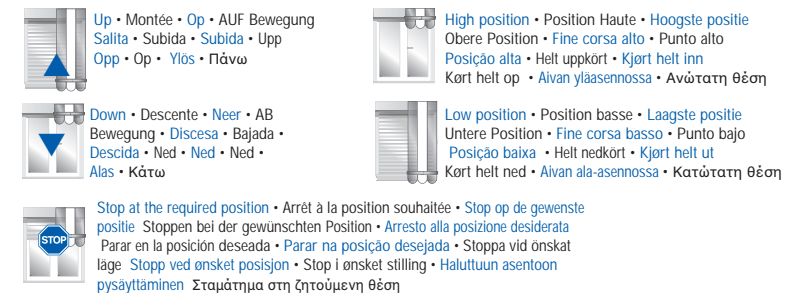 Up • Montée • Op • AUF Bewegung
Salita • Subida • Subida • Upp
Opp • Op • Ylös • Πάνω
High position • Position Haute • Hoogste positie
Obere Position • Fine corsa alto • Punto alto
Posição alta • Helt uppkört • Kjørt helt inn
Kørt helt op • Aivan yläasennossa • Ανώτατη θέση
Down • Descente • Neer • AB
Bewegung • Discesa • Bajada •
Descida • Ned • Ned • Ned •
Alas • Κάτω
Low position • Position basse • Laagste positie
Untere Position • Fine corsa basso • Punto bajo
Posição baixa • Helt nedkört • Kjørt helt ut
Kørt helt ned • Aivan ala-asennossa • Κατώτατη θέση
STOP
Stop at the required position • Arrêt à la position souhaitée • Stop op de gewenste
positie Stoppen bei der gewünschten Position • Arresto alla posizione desiderata
Parar en la posición deseada • Parar na posição desejada • Stoppa vid önskat
läge Stopp ved ønsket posisjon • Stop i ønsket stilling • Haluttuun asentoon
pysäyttäminen Σταμάτημα στη ζητούμενη θέση